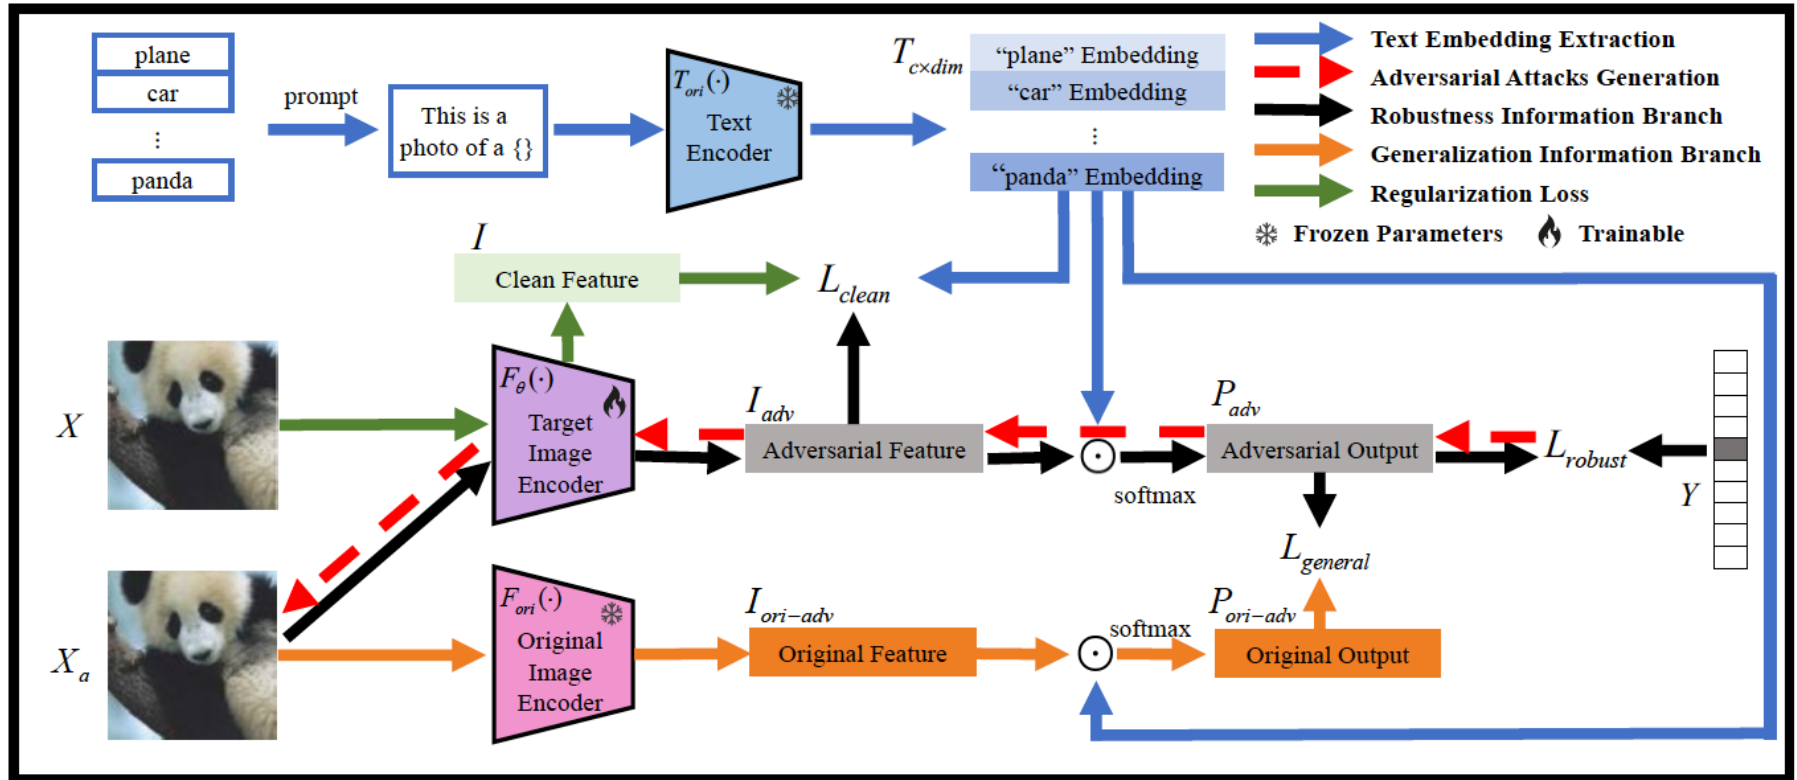 plane
car
⋮
panda
prompt
This is a
photo of a {}
T_ori(·)
Text
Encoder
T_c×dim
“plane” Embedding
“car” Embedding
⋮
“panda” Embedding
Text Embedding Extraction
Adversarial Attacks Generation
Robustness Information Branch
Generalization Information Branch
Regularization Loss
Frozen Parameters
Trainable
I
Clean Feature
L_clean
X
F_θ(·)
Target
Image
Encoder
I_adv
Adversarial Feature
softmax
P_adv
Adversarial Output
L_robust
Y
L_general
X_a
F_ori(·)
Original
Image
Encoder
I_ori−adv
Original Feature
softmax
P_ori−adv
Original Output